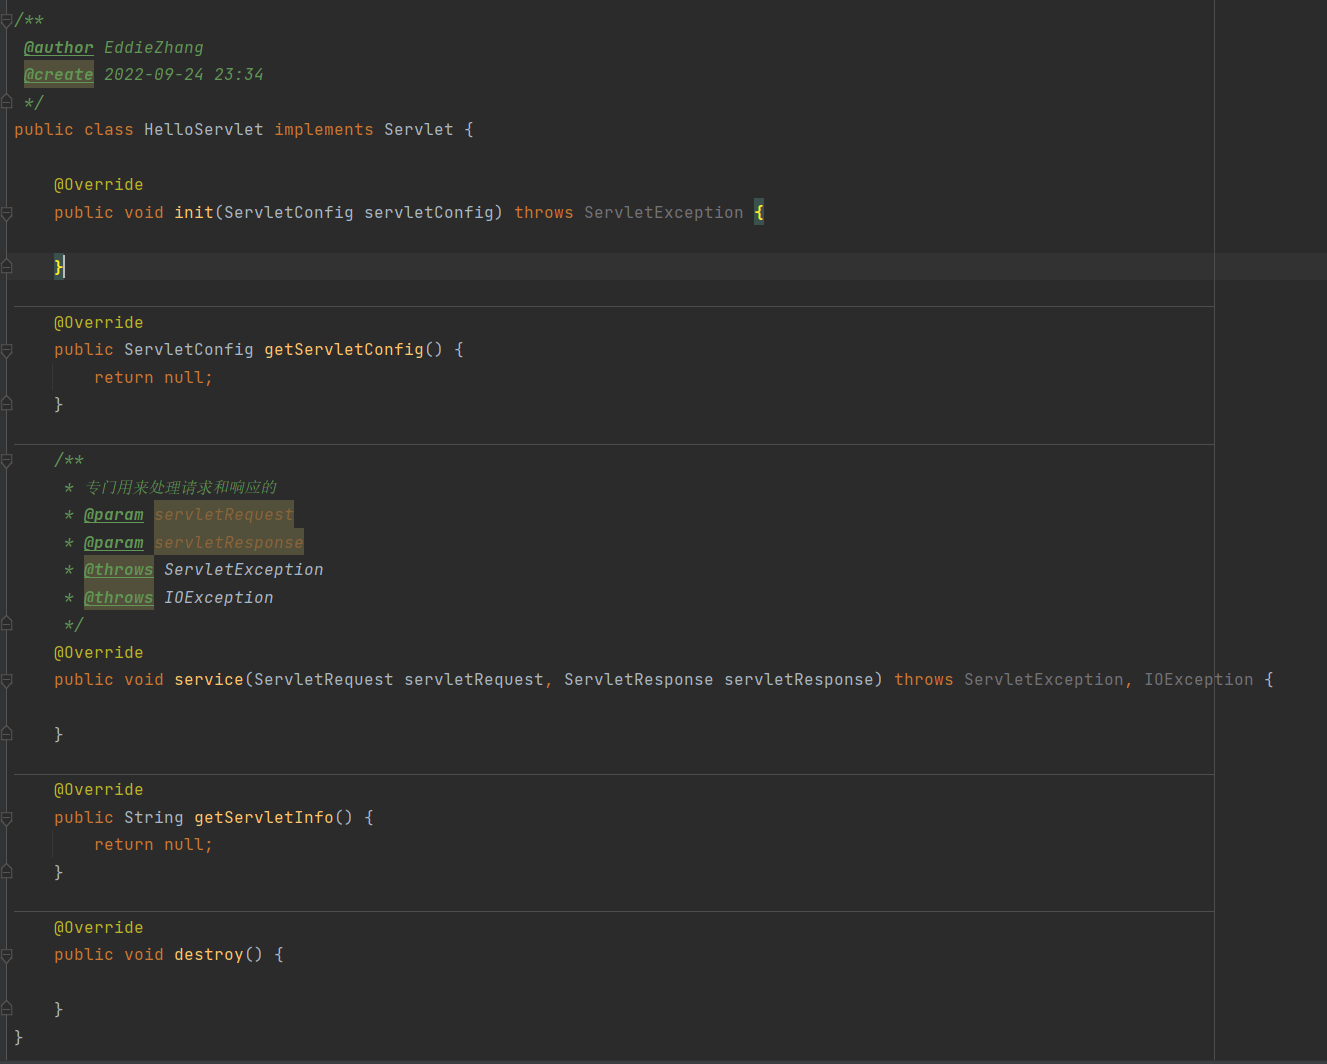 /**
@author EddieZhang
@create 2022-09-24 23:34
*/
public class HelloServlet implements Servlet {
@Override
public void init(ServletConfig servletConfig) throws ServletException {
}
@Override
public ServletConfig getServletConfig() {
return null;
}
/**
* 专门用来处理请求和响应的
* @param servletRequest
* @param servletResponse
* @throws ServletException
* @throws IOException
*/
@Override
public void service(ServletRequest servletRequest, ServletResponse servletResponse) throws ServletException, IOException {
}
@Override
public String getServletInfo() {
return null;
}
@Override
public void destroy() {
}
}